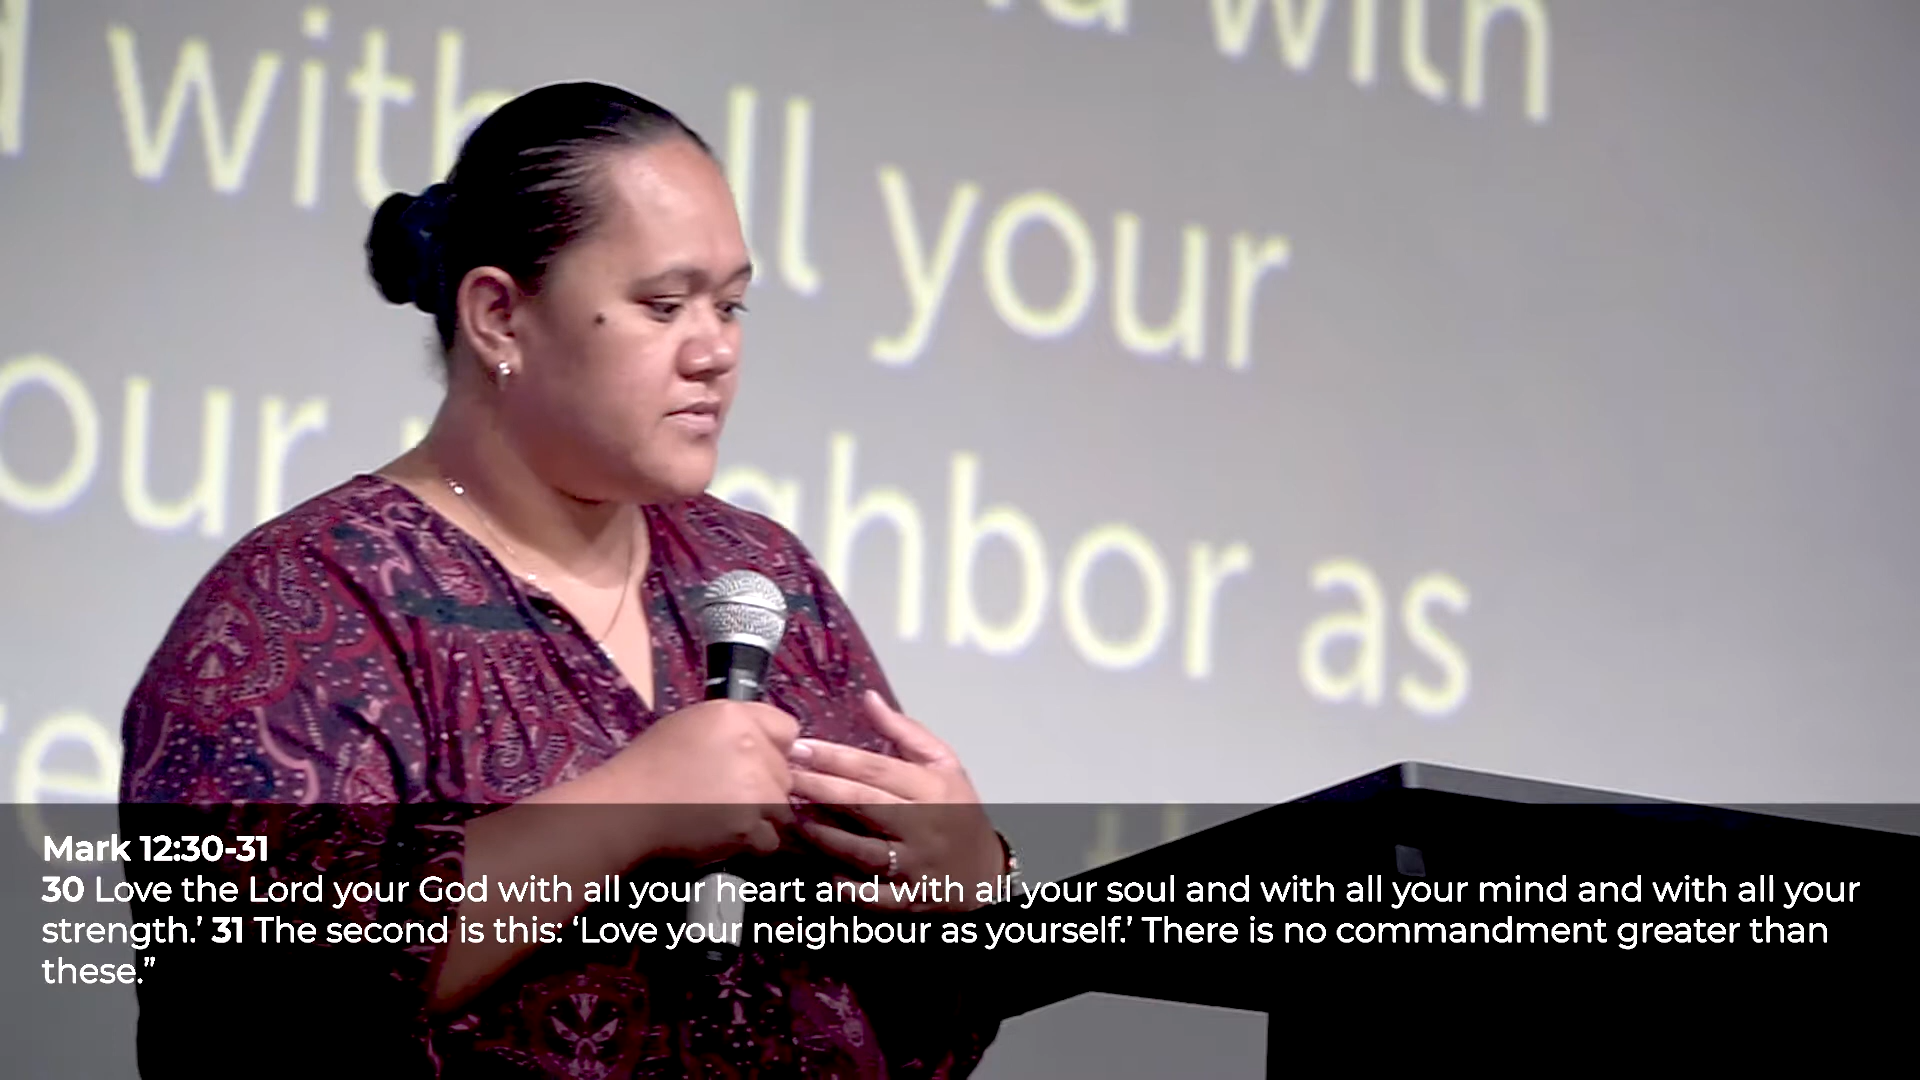 d with
d with all your
our neighbor as
re
Mark 12:30-31
30 Love the Lord your God with all your heart and with all your soul and with all your mind and with all your
strength.’ 31 The second is this: ‘Love your neighbour as yourself.’ There is no commandment greater than
these.”